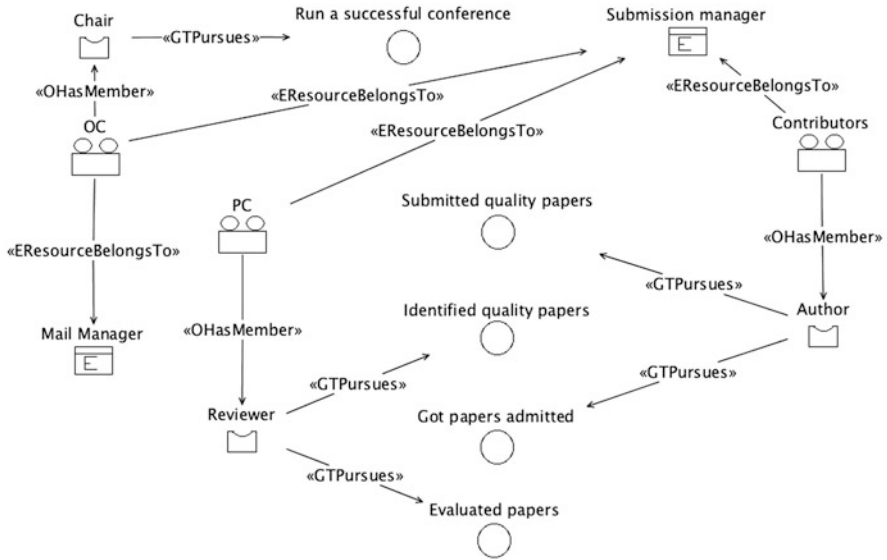 Chair
Run a successful conference
Submission manager
E
«GTPursues»
«OHasMember»
«EResourceBelongsTo»
«EResourceBelongsTo»
OC
«EResourceBelongsTo»
Contributors
PC
Submitted quality papers
«EResourceBelongsTo»
«OHasMember»
«GTPursues»
Mail Manager
E
«OHasMember»
Identified quality papers
Author
«GTPursues»
«GTPursues»
Reviewer
Got papers admitted
«GTPursues»
Evaluated papers